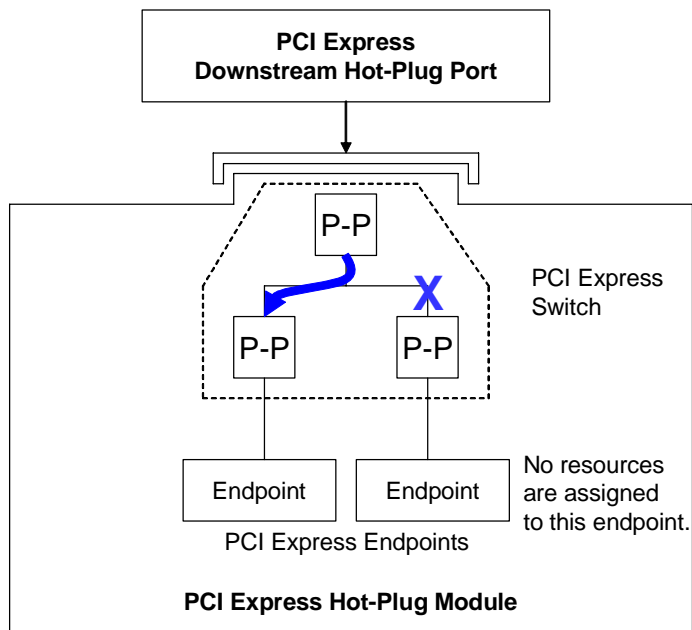 PCI Express
Downstream Hot-Plug Port
P-P
X
PCI Express
Switch
P-P
P-P
Endpoint
Endpoint
No resources
are assigned
to this endpoint.
PCI Express Endpoints
PCI Express Hot-Plug Module